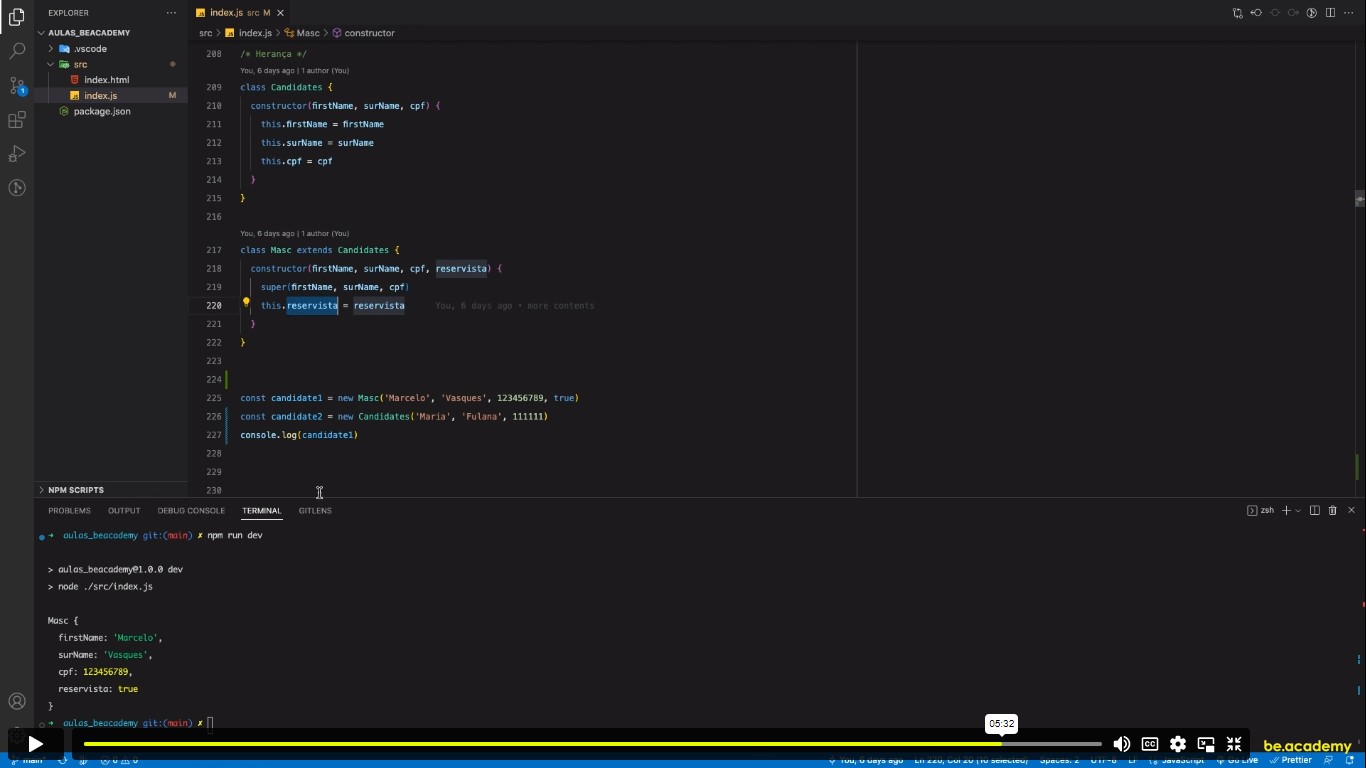 EXPLORER
AULAS_BEACADEMY
.vscode
src
index.html
index.js M
package.json
NPM SCRIPTS
index.js src M
src > index.js > Masc > constructor
208 /* Herança */
You, 6 days ago | 1 author (You)
209 class Candidates {
210 constructor(firstName, surName, cpf) {
211 this.firstName = firstName
212 this.surName = surName
213 this.cpf = cpf
214 }
215 }
216
You, 6 days ago | 1 author (You)
217 class Masc extends Candidates {
218 constructor(firstName, surName, cpf, reservista) {
219 super(firstName, surName, cpf)
220 this.reservista = reservista You, 6 days ago • more contents
221 }
222 }
223
224
225 const candidate1 = new Masc('Marcelo', 'Vasques', 123456789, true)
226 const candidate2 = new Candidates('Maria', 'Fulana', 111111)
227 console.log(candidate1)
228
229
230
PROBLEMS OUTPUT DEBUG CONSOLE TERMINAL GITLENS
zsh
→ aulas_beacademy git:(main) ✗ npm run dev
> aulas_beacademy@1.0.0 dev
> node ./src/index.js
Masc {
firstName: 'Marcelo',
surName: 'Vasques',
cpf: 123456789,
reservista: true
}
→ aulas_beacademy git:(main) ✗
05:32
CC
be.academy
main
You, 6 days ago
Spaces: 2
UTF-8
LF
JavaScript
Go Live
Prettier